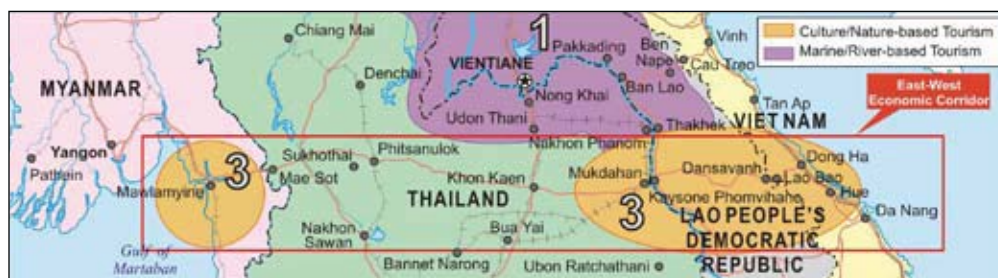 Chiang Mai
1
Pakkading
Ben
Nape
Vinh
Cau Treo
Culture/Nature-based Tourism
Marine/River-based Tourism
VIENTIANE
Denchai
MYANMAR
Nong Khai
Ban Lao
East-West
Economic Corridor
Tan Ap
VIET NAM
Udon Thani
Thakhek
Nakhon Phanom
Yangon
Pathein
3
Mawlamyine
Sukhothai
Mae Sot
Phitsanulok
Khon Kaen
Mukdahan
Dansavanh
Dong Ha
Lao Bao
Hue
Kaysone Phomvihane
THAILAND
3
LAO PEOPLE'S
DEMOCRATIC
REPUBLIC
Da Nang
Nakhon
Sawan
Bua Yai
Gulf of
Martaban
Bannet Narong
Ubon Ratchathani